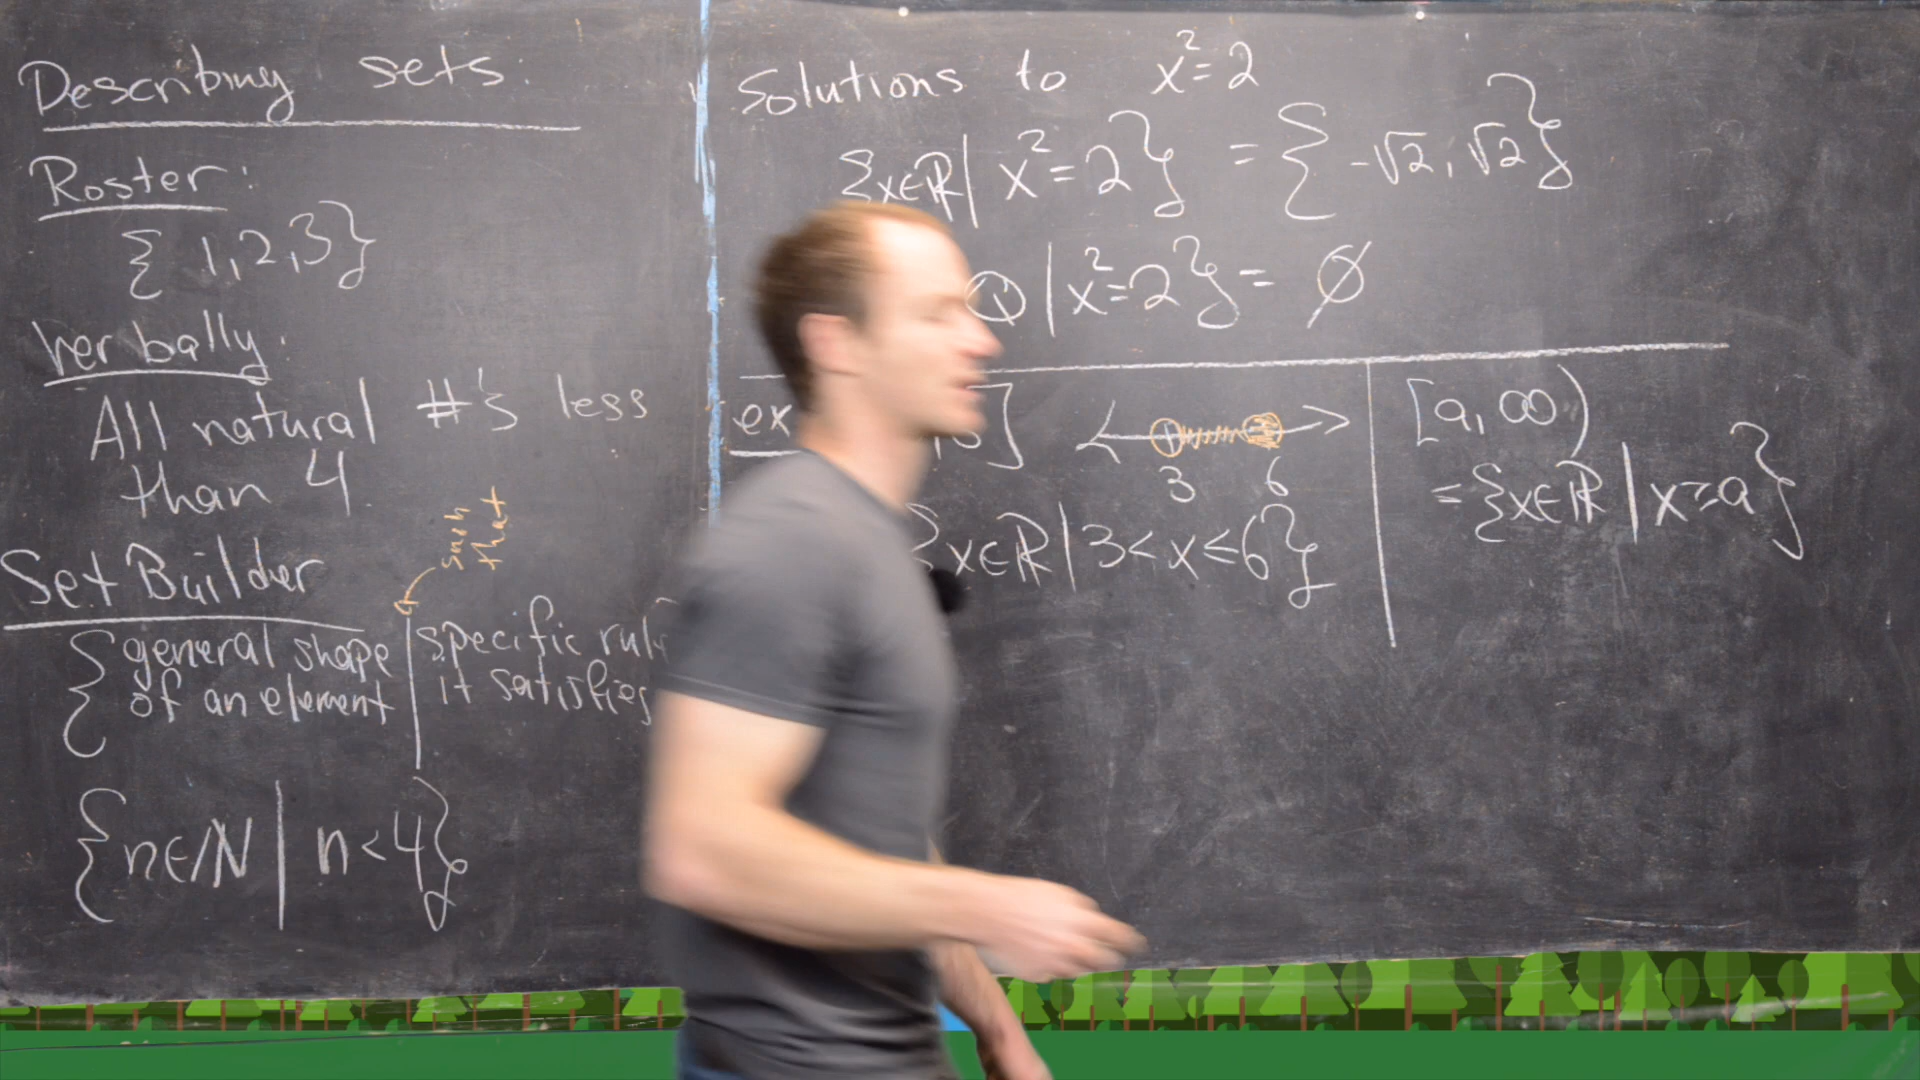 Describing sets:
Roster:
{ 1,2,3}
Verbally:
All natural #'s less
than 4.
Set Builder
such
that
{ general shape | specific rule
of an element | it satisfies
{n∈ℕ | n<4}
Solutions to x²=2
{x∈ℝ| x²=2} = { -√2, √2}
ℚ | x²=2} = ∅
ex
]
3 6
{x∈ℝ | 3<x≤6}
[a,∞)
={x∈ℝ | x≥a}